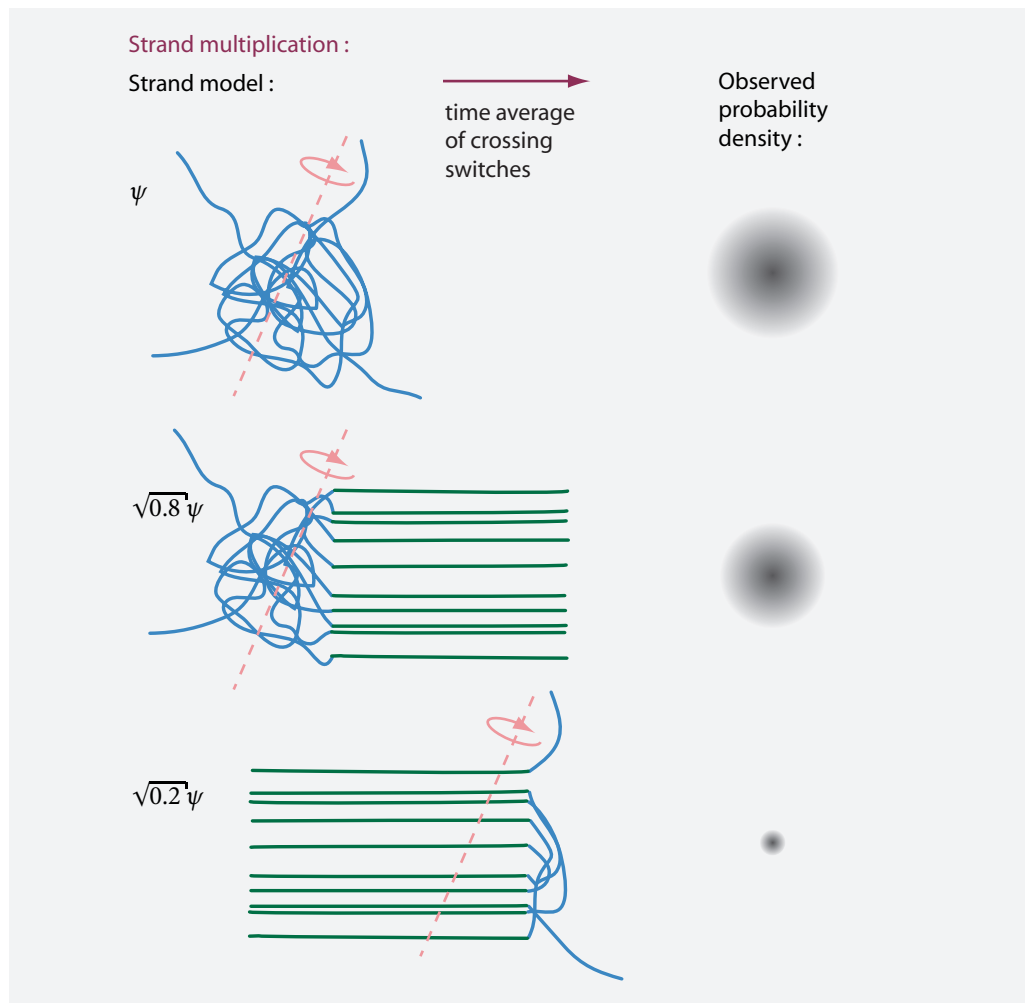 Strand multiplication :
Strand model :
time average
of crossing
switches
Observed
probability
density :
ψ
√0.8 ψ
√0.2 ψ